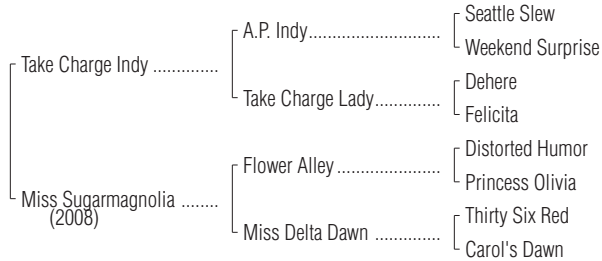 Seattle Slew
A.P. Indy...........................
Weekend Surprise
Take Charge Indy ..............
Dehere
Take Charge Lady................
Felicita
Distorted Humor
Flower Alley ......................
Princess Olivia
Miss Sugarmagnolia ........
(2008)
Thirty Six Red
Miss Delta Dawn ................
Carol's Dawn